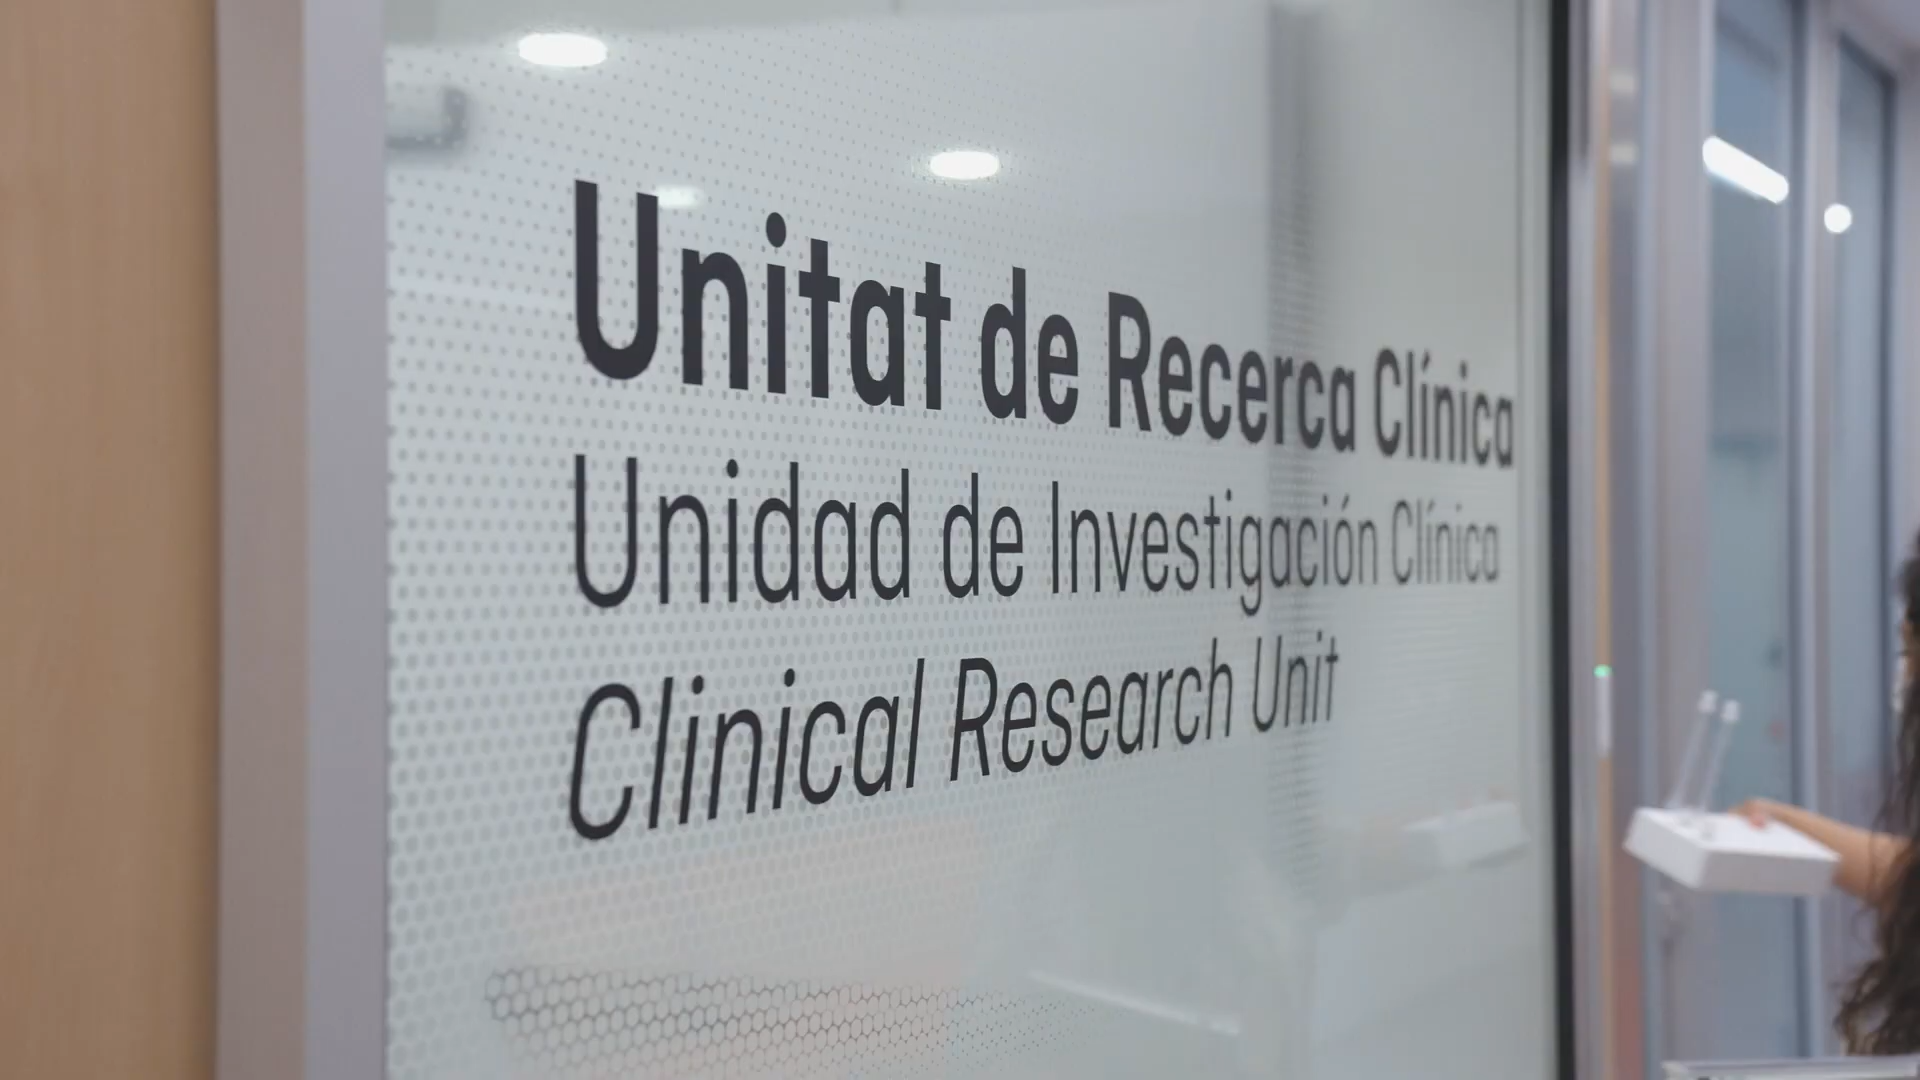 Unitat de Recerca Clínica
Unidad de Investigación Clínica
Clinical Research Unit